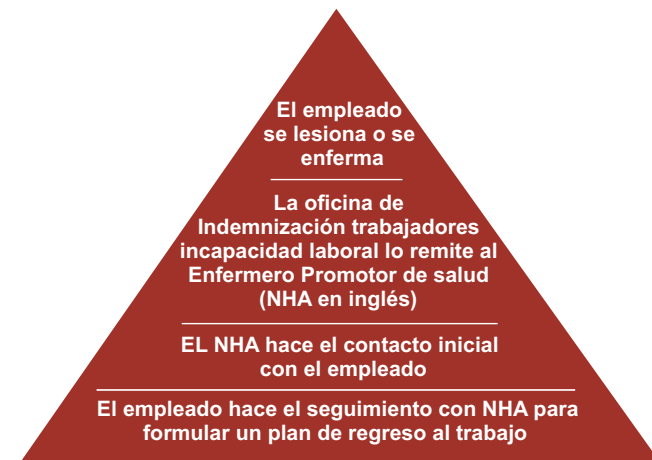 El empleado
se lesiona o se
enferma
La oficina de
Indemnización trabajadores
incapacidad laboral lo remite al
Enfermero Promotor de salud
(NHA en inglés)
EL NHA hace el contacto inicial
con el empleado
El empleado hace el seguimiento con NHA para
formular un plan de regreso al trabajo